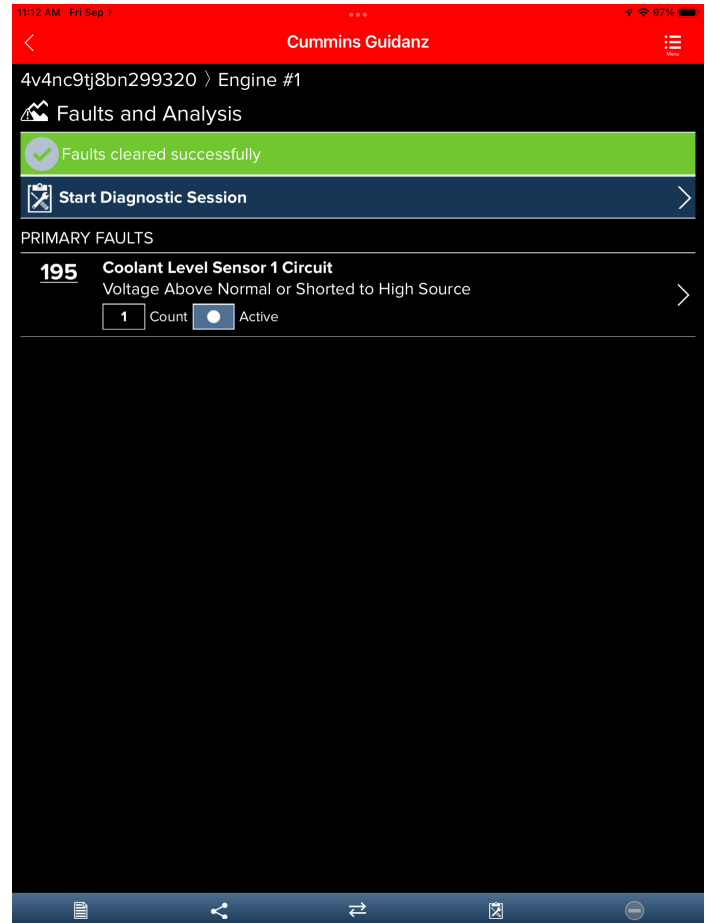 11:12 AM Fri Sep 1
97%
Cummins Guidanz
Menu
4v4nc9tj8bn299320 〉 Engine #1
Faults and Analysis
Faults cleared successfully
Start Diagnostic Session
PRIMARY FAULTS
195 Coolant Level Sensor 1 Circuit
Voltage Above Normal or Shorted to High Source
1 Count Active